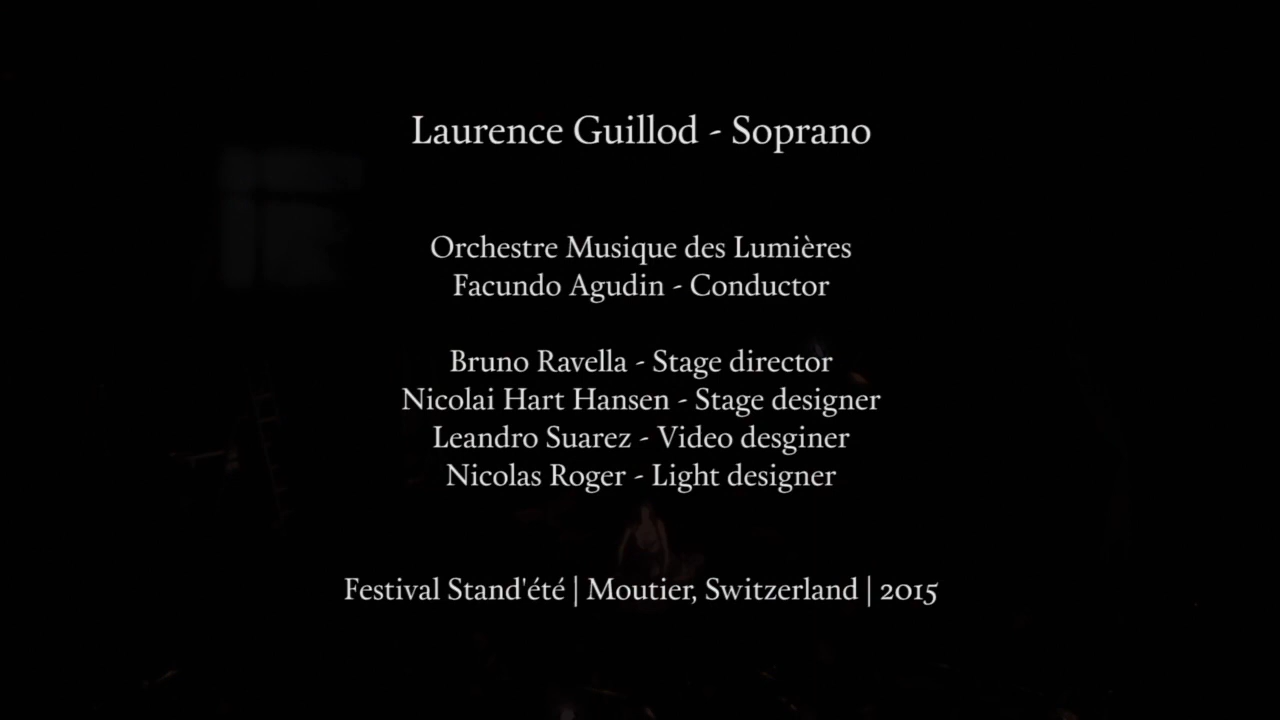 Laurence Guillod - Soprano
Orchestre Musique des Lumières
Facundo Agudin - Conductor
Bruno Ravella - Stage director
Nicolai Hart Hansen - Stage designer
Leandro Suarez - Video desginer
Nicolas Roger - Light designer
Festival Stand'été | Moutier, Switzerland | 2015